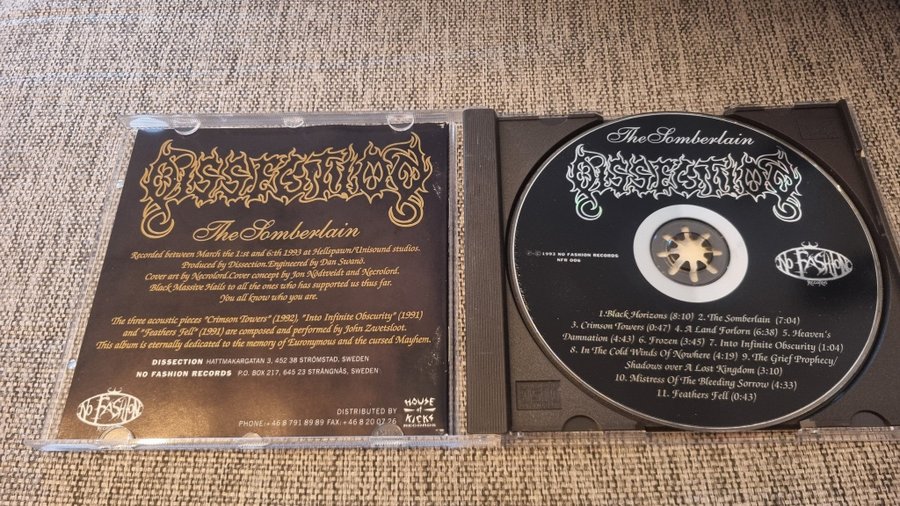 DISSECTION
The Somberlain
Recorded between March the 1:st and 6:th 1993 at Hellspawn/Unisound studios.
Produced by Dissection.Engineered by Dan Swanö.
Cover art by Necrolord.Cover concept by Jon Nödtveidt and Necrolord.
Black Massive Hails to all the ones who has supported us thus far.
You all know who you are.
The three acoustic pieces "Crimson Towers" (1992), "Into Infinite Obscurity" (1991)
and "Feathers Fell" (1991) are composed and performed by John Zwetsloot.
This album is eternally dedicated to the memory of Euronymous and the cursed Mayhem.
DISSECTION HATTMAKARGATAN 3, 452 38 STRÖMSTAD, SWEDEN
NO FASHION RECORDS P.O. BOX 217, 645 23 STRÄNGNÄS, SWEDEN
NO FASHION
DISTRIBUTED BY
PHONE:+46 8 791 89 89 FAX:+46 8 20 07 26
HOUSE
of
KICKS
RECORDS
The Somberlain
DISSECTION
℗ © 1993 NO FASHION RECORDS
NFR 006
NO FASHION
RECORDS
1.Black Horizons (8:10) 2. The Somberlain (7:04)
3. Crimson Towers (0:47) 4. A Land Forlorn (6:38) 5. Heaven's
Damnation (4:43) 6. Frozen (3:45) 7. Into Infinite Obscurity (1:04)
8. In The Cold Winds Of Nowhere (4:19) 9. The Grief Prophecy/
Shadows over A Lost Kingdom (3:10)
10. Mistress Of The Bleeding Sorrow (4:33)
11. Feathers Fell (0:43)